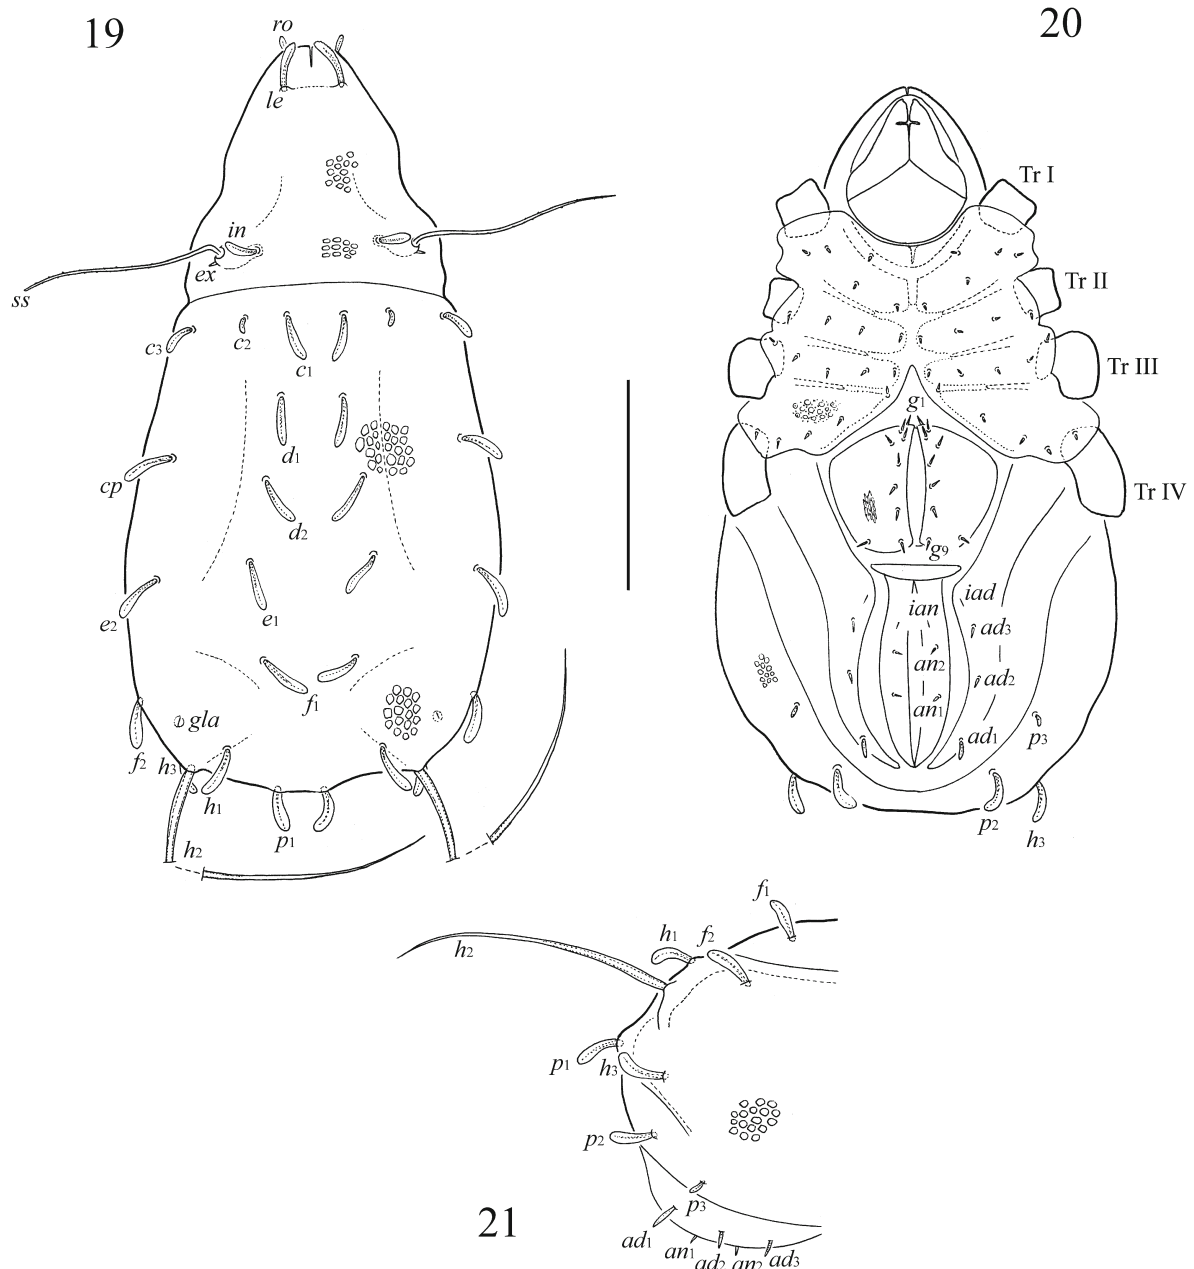 19
ro
le
in
ex
ss
c3
c2
c1
d1
cp
d2
e2
e1
f1
gla
f2
h3
h1
p1
h2
20
Tr I
Tr II
Tr III
g1
Tr IV
g9
ian
iad
ad3
an2
ad2
an1
ad1
p3
p2
h3
f1
h1
f2
h2
p1
h3
p2
p3
21
ad1
an1
ad2
an2
ad3